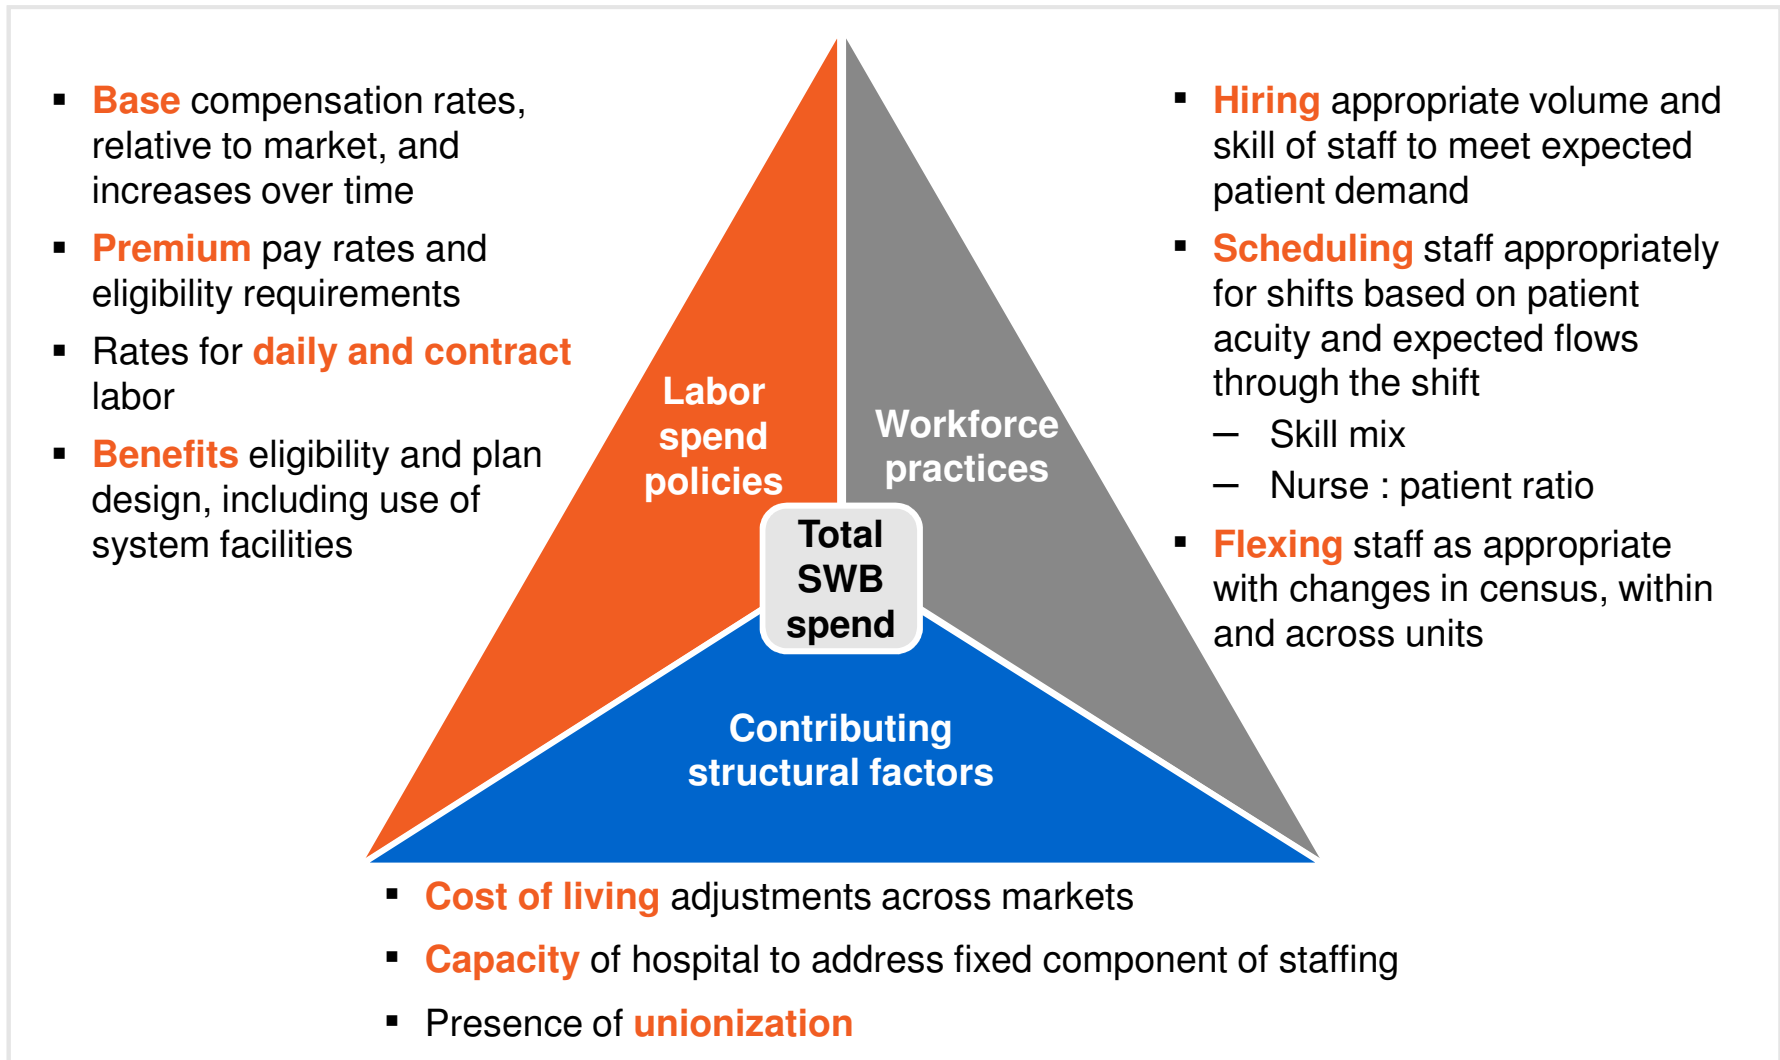 ▪ Base compensation rates,
relative to market, and
increases over time
▪ Premium pay rates and
eligibility requirements
▪ Rates for daily and contract
labor
▪ Benefits eligibility and plan
design, including use of
system facilities
Labor
spend
policies
Workforce
practices
Total
SWB
spend
Contributing
structural factors
▪ Hiring appropriate volume and
skill of staff to meet expected
patient demand
▪ Scheduling staff appropriately
for shifts based on patient
acuity and expected flows
through the shift
– Skill mix
– Nurse : patient ratio
▪ Flexing staff as appropriate
with changes in census, within
and across units
▪ Cost of living adjustments across markets
▪ Capacity of hospital to address fixed component of staffing
▪ Presence of unionization